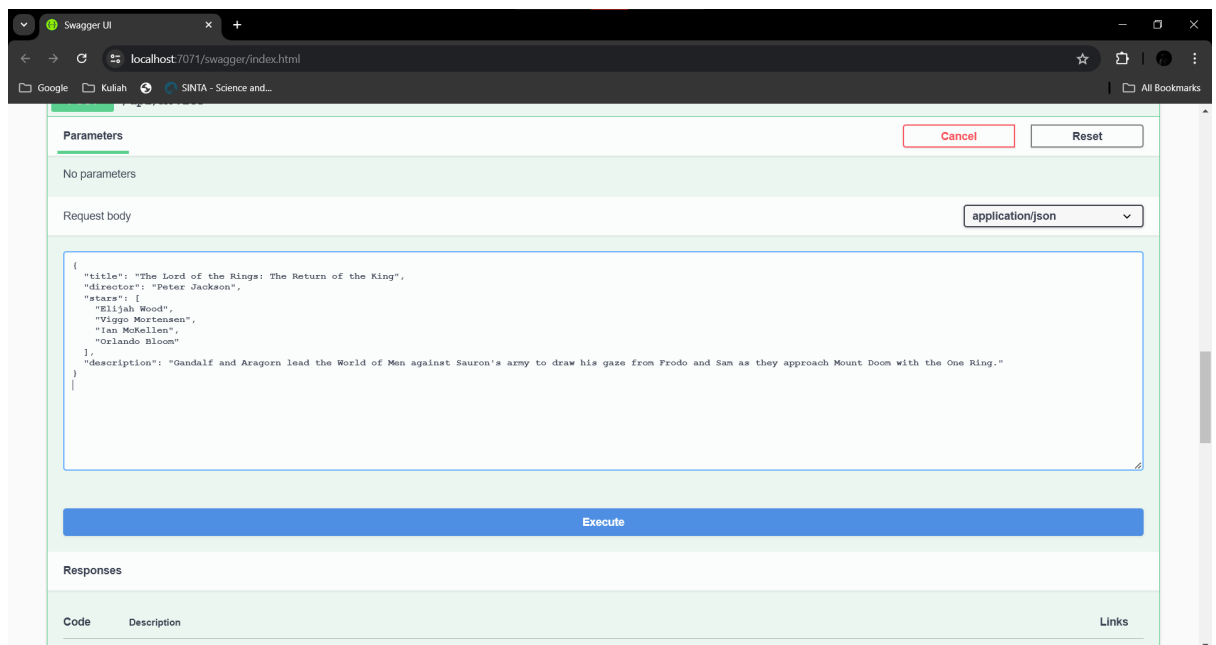 Swagger UI
localhost:7071/swagger/index.html
Google Kuliah SINTA - Science and... All Bookmarks
Parameters Cancel Reset
No parameters
Request body application/json
{
"title": "The Lord of the Rings: The Return of the King",
"director": "Peter Jackson",
"stars": [
"Elijah Wood",
"Viggo Mortensen",
"Ian McKellen",
"Orlando Bloom"
],
"description": "Gandalf and Aragorn lead the World of Men against Sauron's army to draw his gaze from Frodo and Sam as they approach Mount Doom with the One Ring."
}
Execute
Responses
Code Description Links